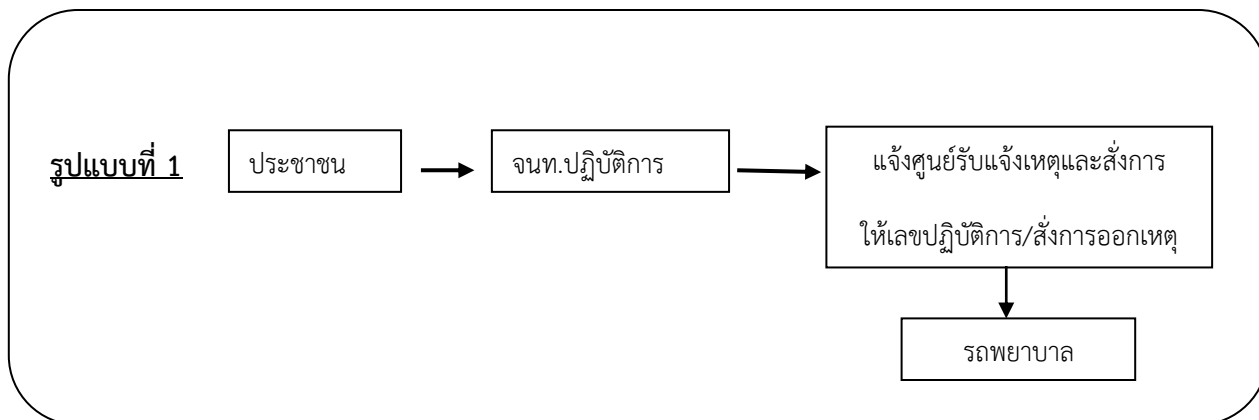 รูปแบบที่ 1
ประชาชน
จนท.ปฏิบัติการ
แจ้งศูนย์รับแจ้งเหตุและสั่งการ
ให้เลขปฏิบัติการ/สั่งการออกเหตุ
รถพยาบาล